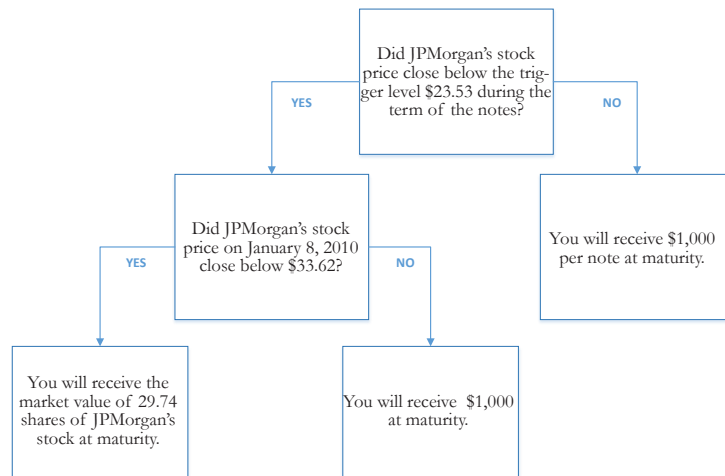 Did JPMorgan's stock
price close below the trig-
ger level $23.53 during the
term of the notes?
YES
NO
Did JPMorgan's stock
price on January 8, 2010
close below $33.62?
You will receive $1,000
per note at maturity.
YES
NO
You will receive the
market value of 29.74
shares of JPMorgan's
stock at maturity.
You will receive  $1,000
at maturity.